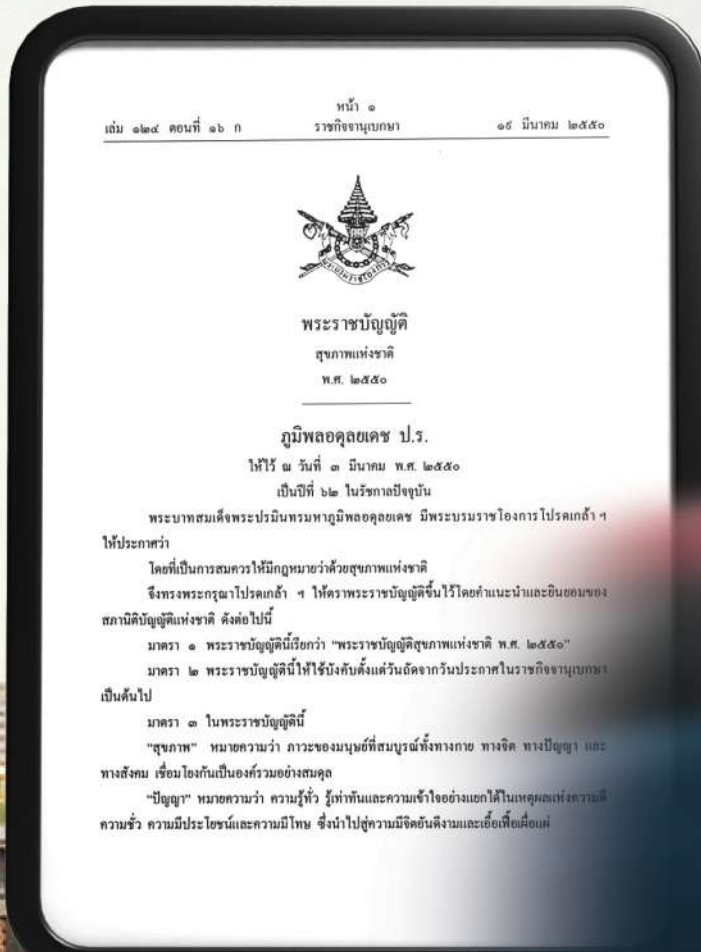 หน้า ๑
เล่ม ๑๒๔ ตอนที่ ๑๖ ก ราชกิจจานุเบกษา ๑๙ มีนาคม ๒๕๕๐
พระบรมราชโองการ
พระราชบัญญัติ
สุขภาพแห่งชาติ
พ.ศ. ๒๕๕๐
ภูมิพลอดุลยเดช ป.ร.
ให้ไว้ ณ วันที่ ๓ มีนาคม พ.ศ. ๒๕๕๐
เป็นปีที่ ๖๒ ในรัชกาลปัจจุบัน
พระบาทสมเด็จพระปรมินทรมหาภูมิพลอดุลยเดช มีพระบรมราชโองการโปรดเกล้า ฯ
ให้ประกาศว่า
โดยที่เป็นการสมควรให้มีกฎหมายว่าด้วยสุขภาพแห่งชาติ
จึงทรงพระกรุณาโปรดเกล้า ฯ ให้ตราพระราชบัญญัติขึ้นไว้โดยคำแนะนำและยินยอมของ
สภานิติบัญญัติแห่งชาติ ดังต่อไปนี้
มาตรา ๑ พระราชบัญญัตินี้เรียกว่า “พระราชบัญญัติสุขภาพแห่งชาติ พ.ศ. ๒๕๕๐”
มาตรา ๒ พระราชบัญญัตินี้ให้ใช้บังคับตั้งแต่วันถัดจากวันประกาศในราชกิจจานุเบกษา
เป็นต้นไป
มาตรา ๓ ในพระราชบัญญัตินี้
“สุขภาพ” หมายความว่า ภาวะของมนุษย์ที่สมบูรณ์ทั้งทางกาย ทางจิต ทางปัญญา และ
ทางสังคม เชื่อมโยงกันเป็นองค์รวมอย่างสมดุล
“ปัญญา” หมายความว่า ความรู้ทั่ว รู้เท่าทันและความเข้าใจอย่างแยกได้ในเหตุผลแห่งความดี
ความชั่ว ความมีประโยชน์และความมีโทษ ซึ่งนำไปสู่ความมีจิตอันดีงามและเอื้อเฟื้อเผื่อแผ่